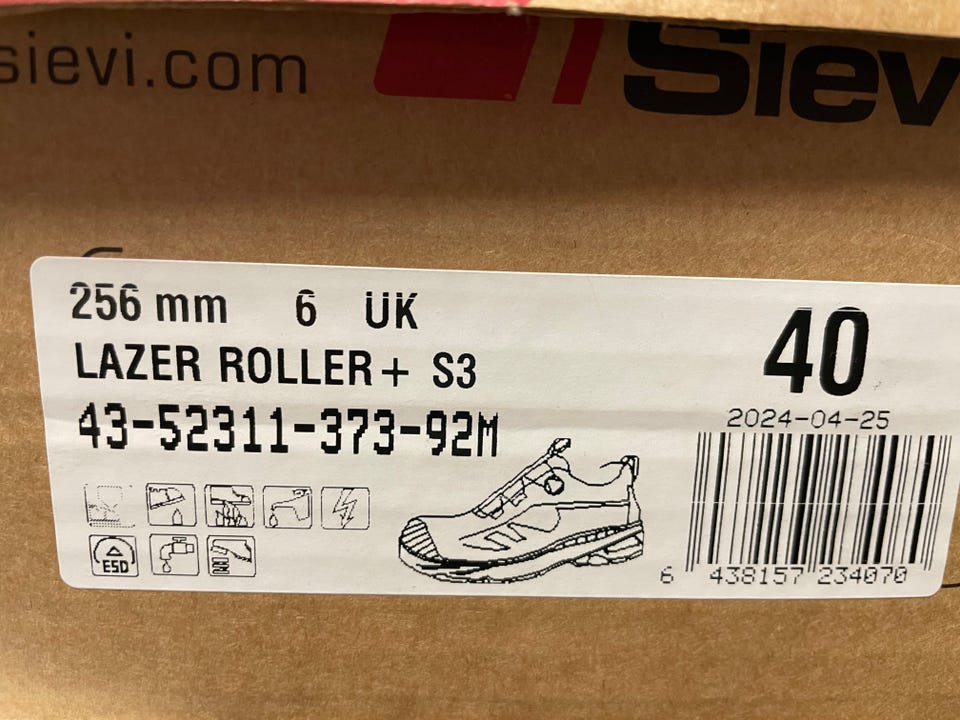 sievi.com
Siev
256 mm 6 UK
LAZER ROLLER+ S3
43-52311-373-92M
40
2024-04-25
ESD
6 438157 234070